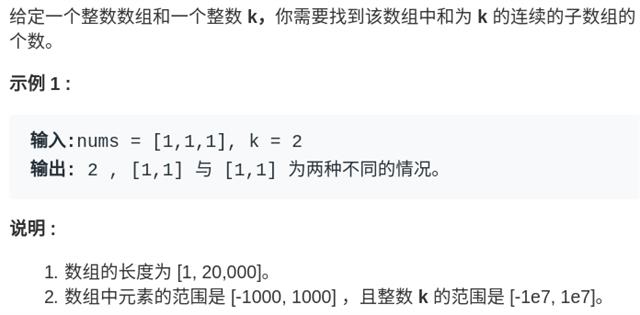 给定一个整数数组和一个整数 k，你需要找到该数组中和为 k 的连续的子数组的
个数。
示例 1 :
输入:nums = [1,1,1], k = 2
输出: 2 , [1,1] 与 [1,1] 为两种不同的情况。
说明 :
1. 数组的长度为 [1, 20,000]。
2. 数组中元素的范围是 [-1000, 1000] ，且整数 k 的范围是 [-1e7, 1e7]。